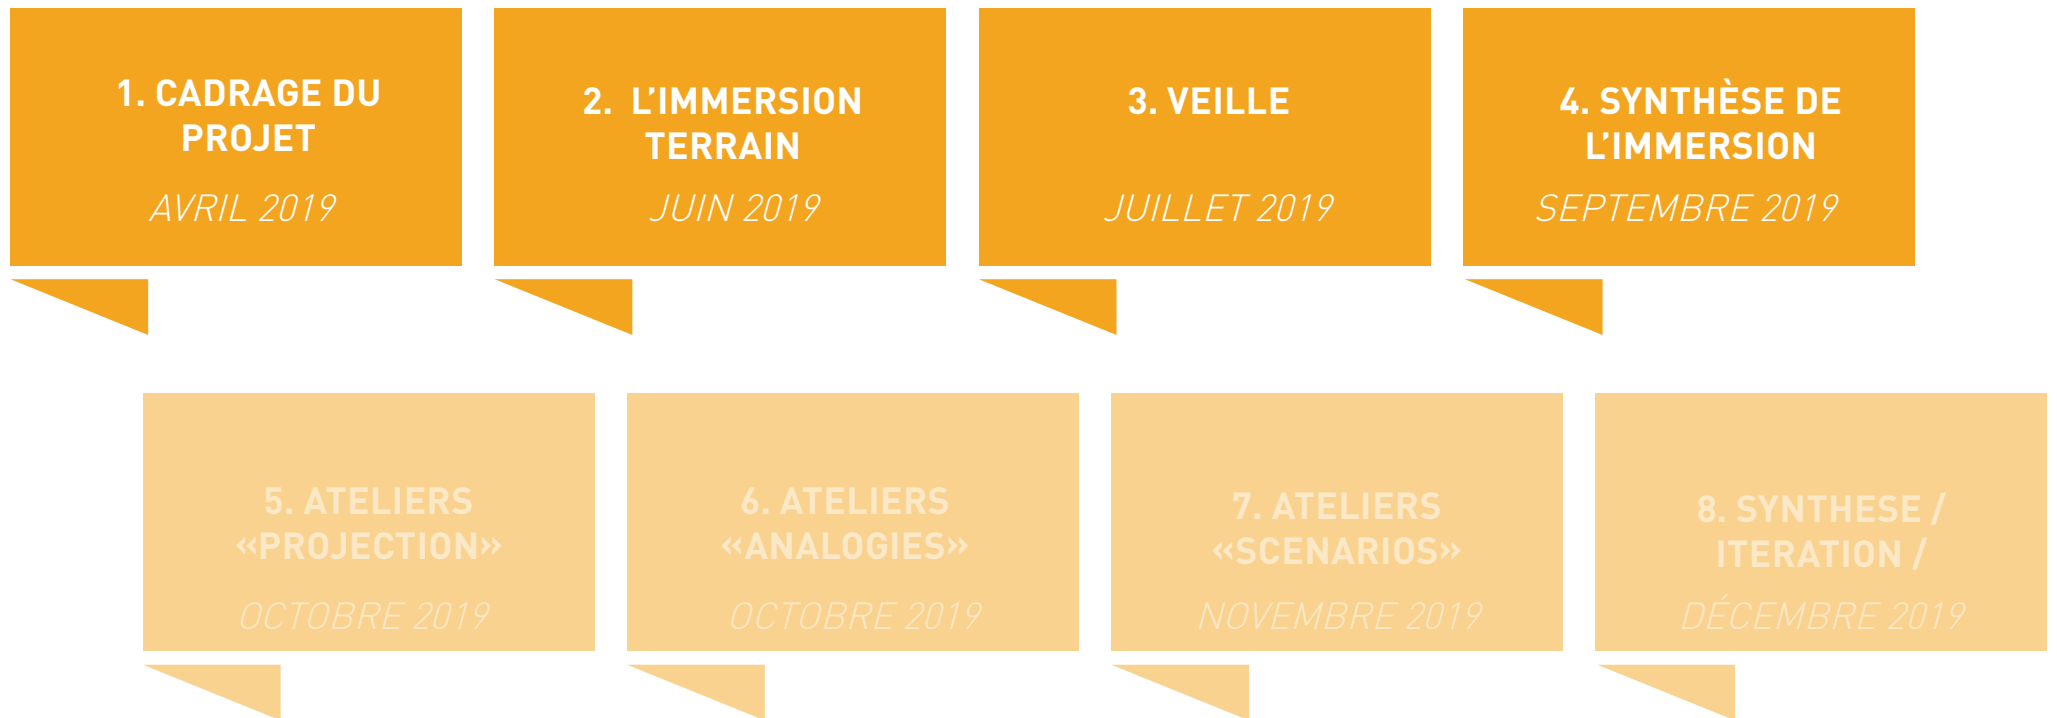 1. CADRAGE DU
PROJET
AVRIL 2019
2. L’IMMERSION
TERRAIN
JUIN 2019
3. VEILLE
JUILLET 2019
4. SYNTHÈSE DE
L’IMMERSION
SEPTEMBRE 2019
5. ATELIERS
«PROJECTION»
OCTOBRE 2019
6. ATELIERS
«ANALOGIES»
OCTOBRE 2019
7. ATELIERS
«SCENARIOS»
NOVEMBRE 2019
8. SYNTHESE /
ITERATION /
DÉCEMBRE 2019